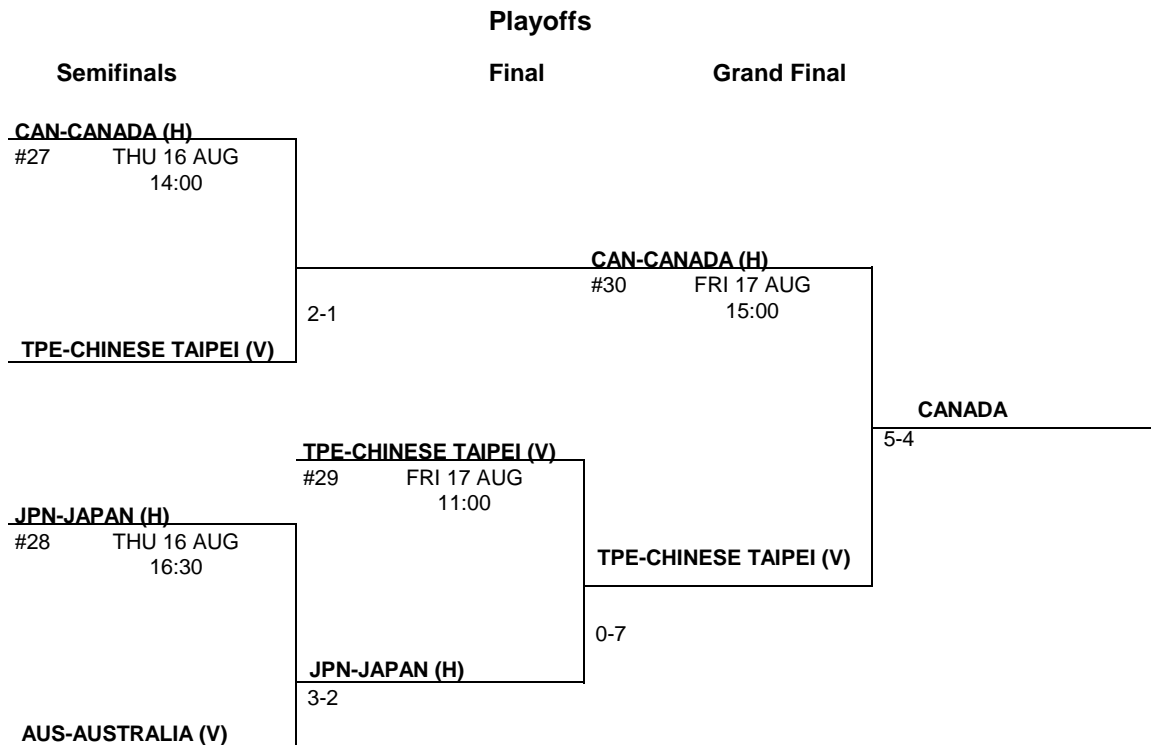 Playoffs
Semifinals Final Grand Final
CAN-CANADA (H)
#27 THU 16 AUG
14:00
CAN-CANADA (H)
#30 FRI 17 AUG
15:00
2-1
TPE-CHINESE TAIPEI (V)
CANADA
5-4
TPE-CHINESE TAIPEI (V)
#29 FRI 17 AUG
11:00
JPN-JAPAN (H)
#28 THU 16 AUG
16:30
TPE-CHINESE TAIPEI (V)
0-7
JPN-JAPAN (H)
3-2
AUS-AUSTRALIA (V)